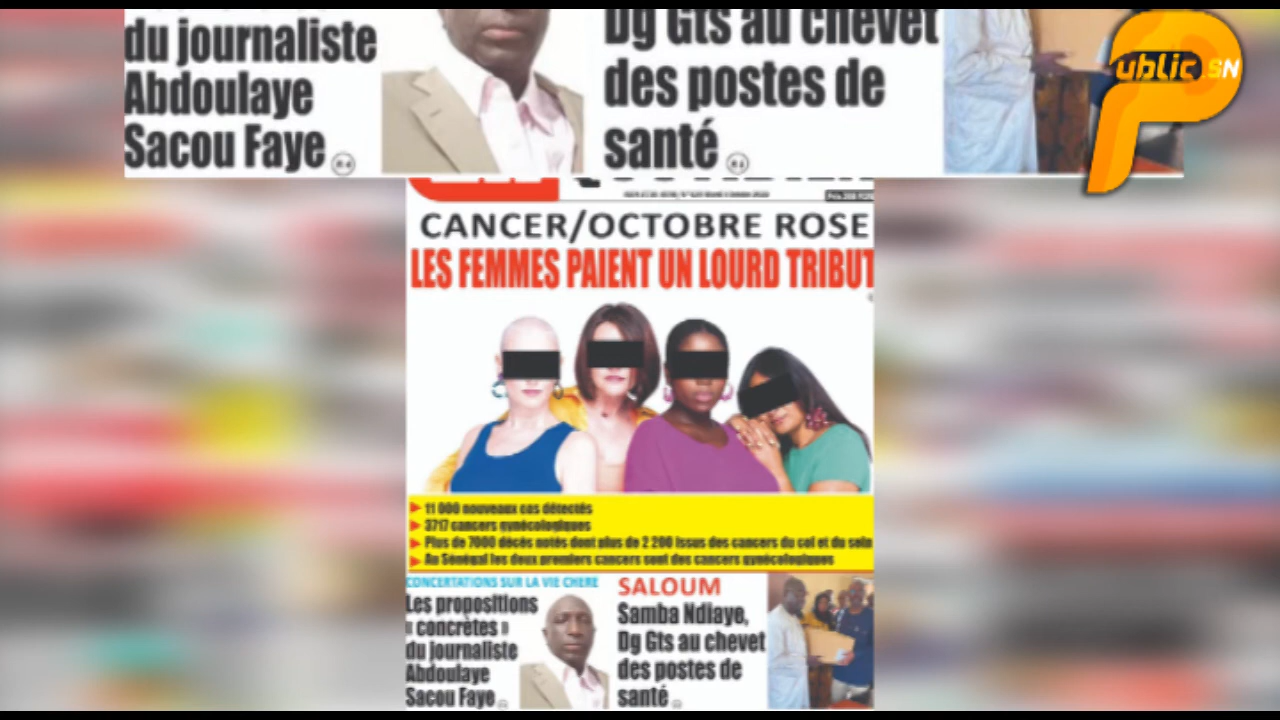 du journaliste
Abdoulaye
Sacou Faye
Dg Gts au chevet
des postes de
santé
ublic.SN
QUOTIDIEN
CANCER/OCTOBRE ROSE
LES FEMMES PAIENT UN LOURD TRIBUT
11 000 nouveaux cas détectés
3717 cancers gynécologiques
Plus de 7000 décès notés dont plus de 2 200 issus des cancers du col et du sein
Au Sénégal les deux premiers cancers sont des cancers gynécologiques
CONCERTATIONS SUR LA VIE CHERE
Les propositions
« concrètes »
du journaliste
Abdoulaye
Sacou Faye
SALOUM
Samba Ndiaye,
Dg Gts au chevet
des postes de
santé